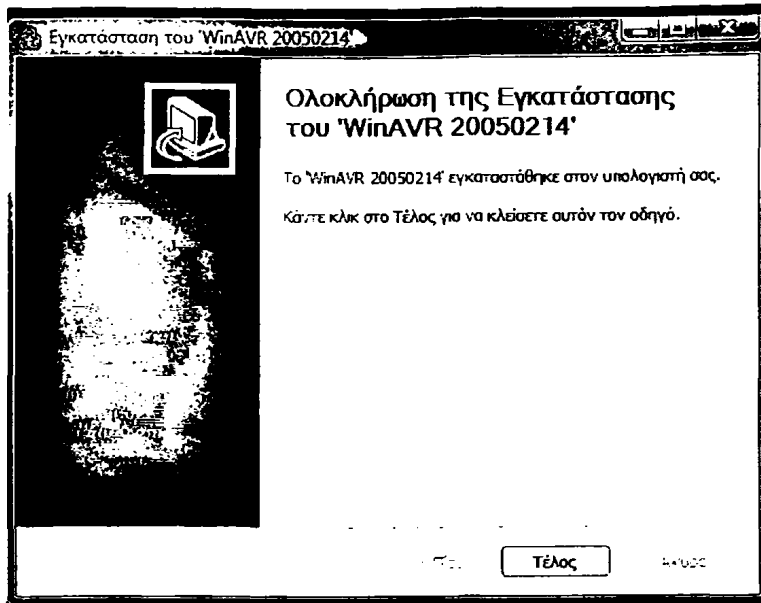 Εγκατάσταση του 'WinAVR 20050214'
Ολοκλήρωση της Εγκατάστασης
του 'WinAVR 20050214'
Το 'WinAVR 20050214' εγκαταστάθηκε στον υπολογιστή σας.
Κάντε κλικ στο Τέλος για να κλείσετε αυτόν τον οδηγό.
Τέλος